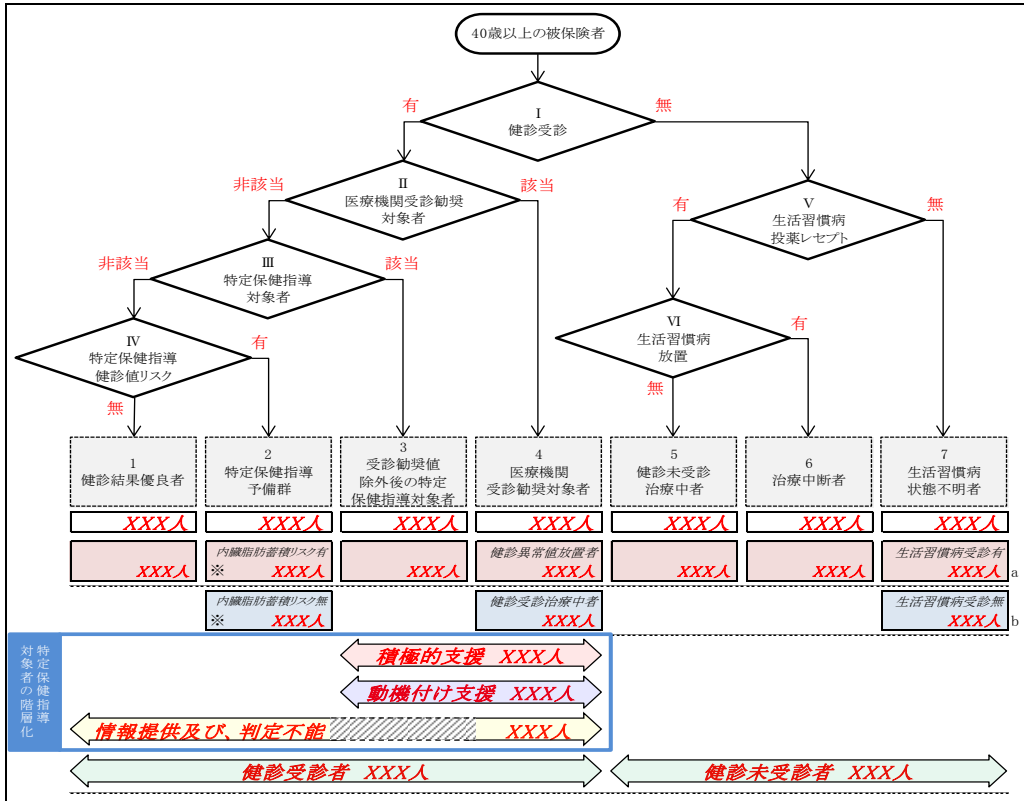 40歳以上の被保険者
Ⅰ
健診受診
有
無
Ⅱ
医療機関受診勧奨
対象者
非該当
該当
Ⅴ
生活習慣病
投薬レセプト
有
無
Ⅲ
特定保健指導
対象者
非該当
該当
Ⅵ
生活習慣病
放置
有
無
Ⅳ
特定保健指導
健診値リスク
有
無
1
健診結果優良者
2
特定保健指導
予備群
3
受診勧奨値
除外後の特定
保健指導対象者
4
医療機関
受診勧奨対象者
5
健診未受診
治療中者
6
治療中断者
7
生活習慣病
状態不明者
XXX人
XXX人
XXX人
XXX人
XXX人
XXX人
XXX人
XXX人
内臓脂肪蓄積リスク有
※ XXX人
XXX人
健診異常値放置者
XXX人
XXX人
XXX人
生活習慣病受診有
XXX人
a
内臓脂肪蓄積リスク無
※ XXX人
健診受診治療中者
XXX人
生活習慣病受診無
XXX人
b
特定保健指導
対象者の階層化
積極的支援 XXX人
動機付け支援 XXX人
情報提供及び、判定不能 XXX人
健診受診者 XXX人
健診未受診者 XXX人